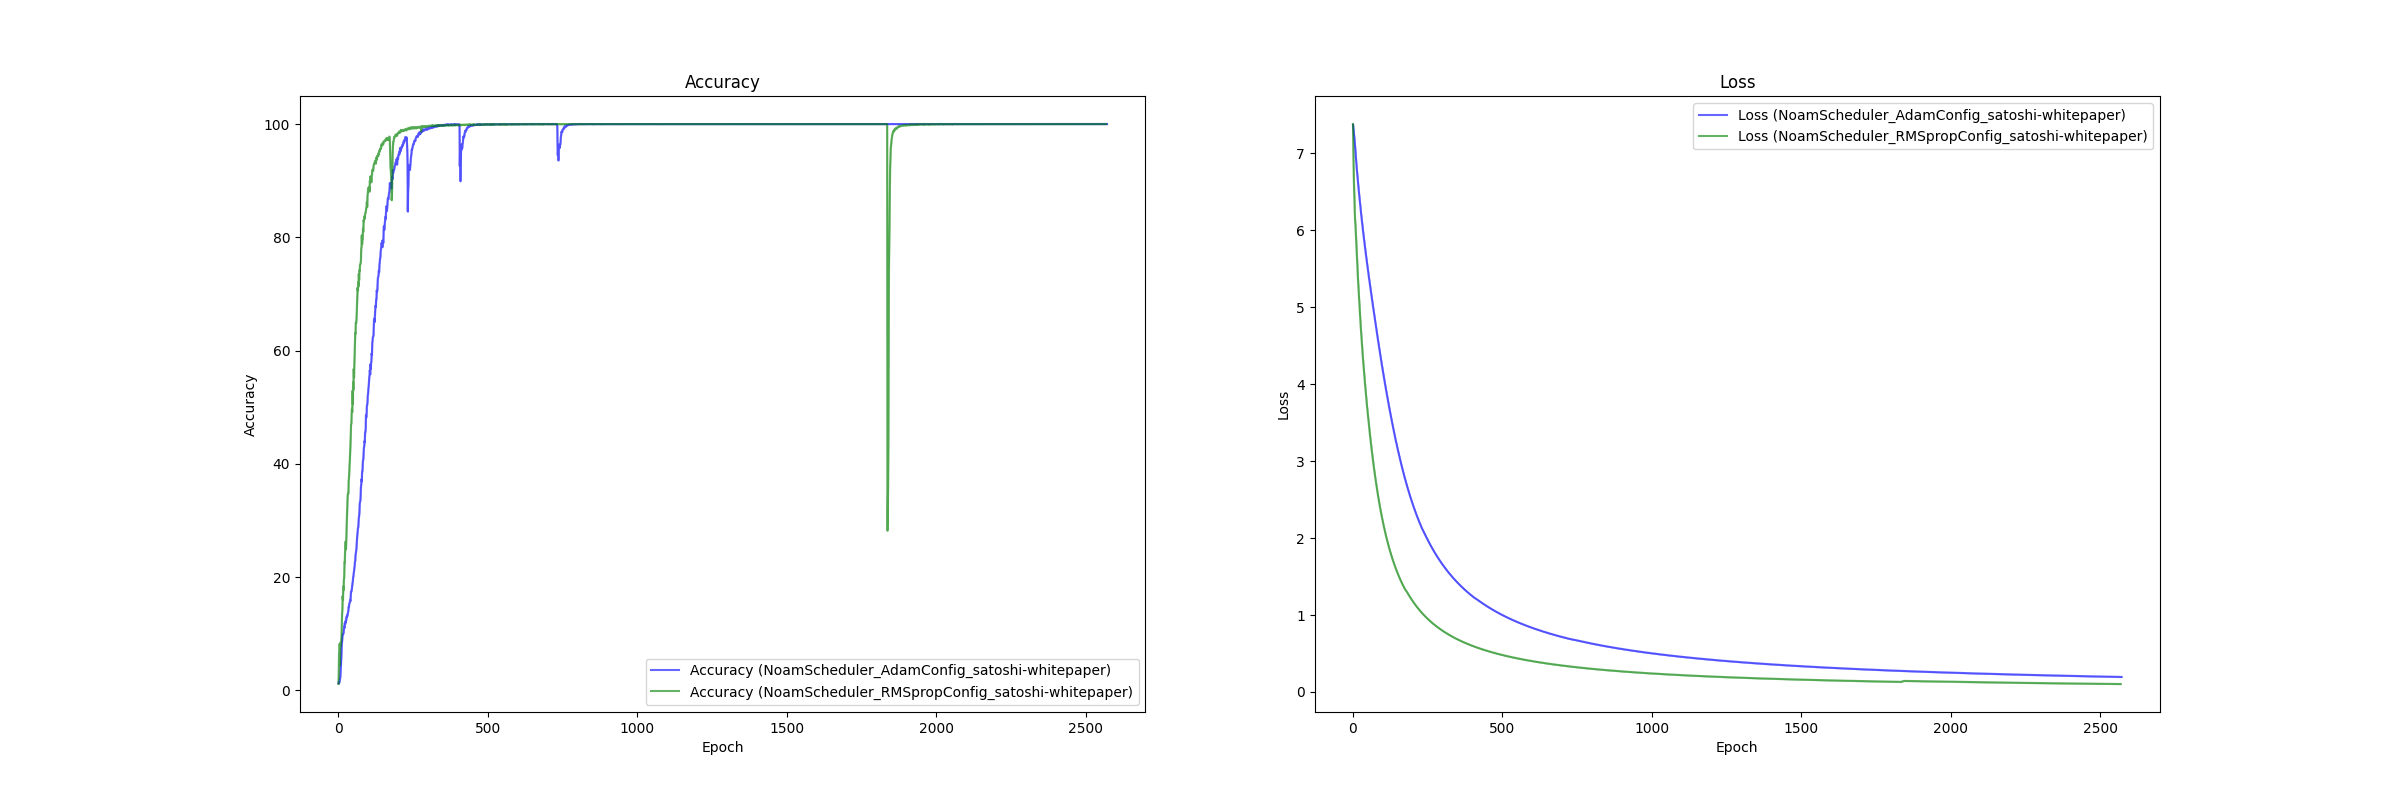 Accuracy
100
80
60
40
20
0
Accuracy
Accuracy (NoamScheduler_AdamConfig_satoshi-whitepaper)
Accuracy (NoamScheduler_RMSpropConfig_satoshi-whitepaper)
0 500 1000 1500 2000 2500
Epoch
Loss
Loss (NoamScheduler_AdamConfig_satoshi-whitepaper)
Loss (NoamScheduler_RMSpropConfig_satoshi-whitepaper)
7
6
5
4
3
2
1
0
Loss
0 500 1000 1500 2000 2500
Epoch